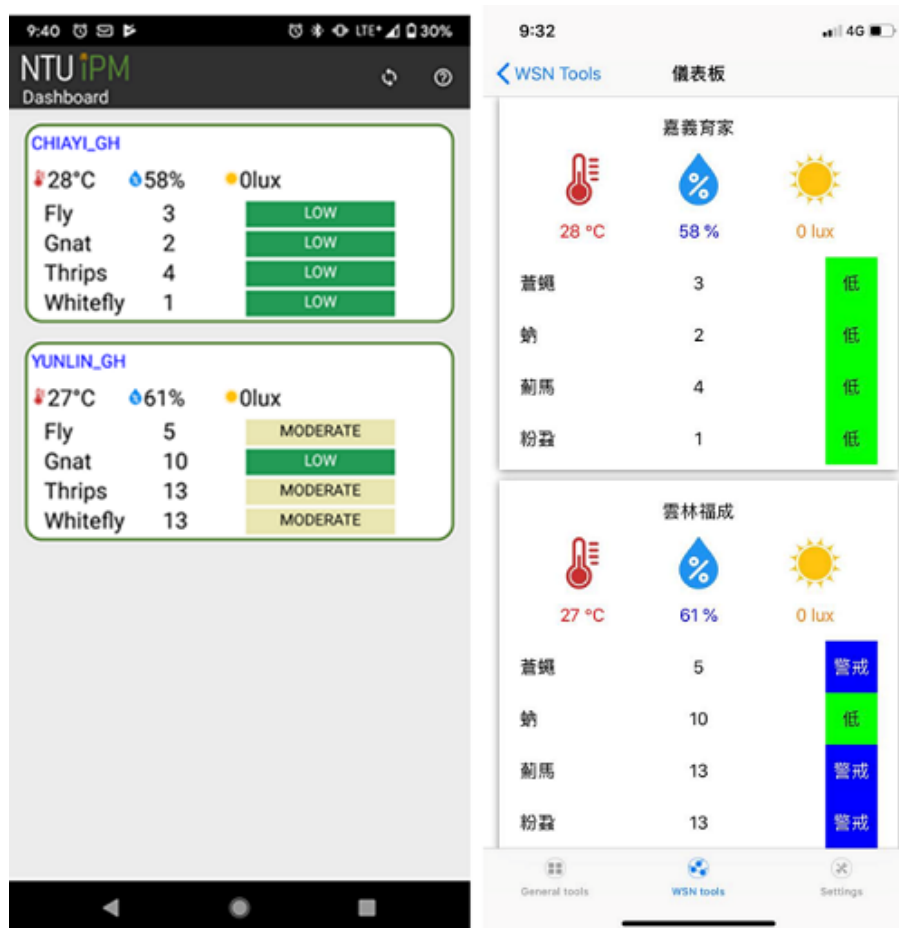 9:40 LTE+ 30%
NTU iPM
Dashboard
CHIAYI_GH
28°C 58% 0lux
Fly 3 LOW
Gnat 2 LOW
Thrips 4 LOW
Whitefly 1 LOW
YUNLIN_GH
27°C 61% 0lux
Fly 5 MODERATE
Gnat 10 LOW
Thrips 13 MODERATE
Whitefly 13 MODERATE
9:32 4G
WSN Tools 儀表板
嘉義育家
%
28 °C 58 % 0 lux
蒼蠅 3 低
蚋 2 低
薊馬 4 低
粉蝨 1 低
雲林福成
%
27 °C 61 % 0 lux
蒼蠅 5 警戒
蚋 10 低
薊馬 13 警戒
粉蝨 13 警戒
General tools WSN tools Settings